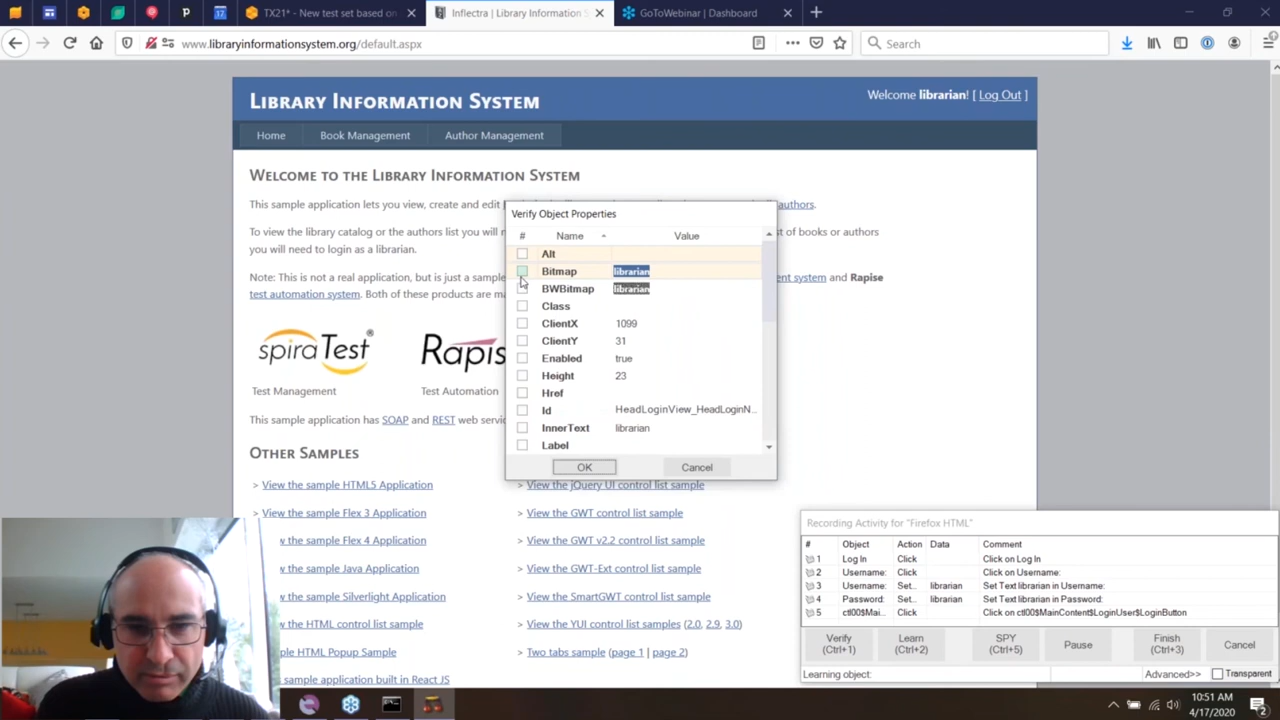 TX21* - New test set based on
Inflectra | Library Information S
GoToWebinar | Dashboard
www.libraryinformationsystem.org/default.aspx
Search
LIBRARY INFORMATION SYSTEM
Welcome librarian! [ Log Out ]
Home Book Management Author Management
WELCOME TO THE LIBRARY INFORMATION SYSTEM
This sample application lets you view, create and edit authors.
To view the library catalog or the authors list you will n st of books or authors
you will need to login as a librarian.
Note: This is not a real application, but is just a sample ent system and Rapise
test automation system. Both of these products are ma
spiraTest® Rapis
Test Management Test Automation
This sample application has SOAP and REST web servic
OTHER SAMPLES
> View the sample HTML5 Application
> View the sample Flex 3 Application
w the sample Flex 4 Application
w the sample Java Application
w the sample Silverlight Application
w the HTML control list sample
ple HTML Popup Sample
sample application built in React JS
> View the jQuery UI control list sample
> View the GWT control list sample
> View the GWT v2.2 control list sample
> View the GWT-Ext control list sample
> View the SmartGWT control list sample
> View the YUI control list samples (2.0, 2.9, 3.0)
> Two tabs sample (page 1 | page 2)
Verify Object Properties
# Name Value
Alt
Bitmap librarian
BWBitmap librarian
Class
ClientX 1099
ClientY 31
Enabled true
Height 23
Href
Id HeadLoginView_HeadLoginN...
InnerText librarian
Label
OK Cancel
Recording Activity for "Firefox HTML"
# Object Action Data Comment
1 Log In Click Click on Log In
2 Username: Click Click on Username:
3 Username: Set... librarian Set Text librarian in Username:
4 Password: Set... librarian Set Text librarian in Password:
5 ctl00$Mai... Click Click on ctl00$MainContent$LoginUser$LoginButton
Verify (Ctrl+1)
Learn (Ctrl+2)
SPY (Ctrl+5)
Pause
Finish (Ctrl+3)
Cancel
Learning object: Advanced>> Transparent
10:51 AM
4/17/2020
2